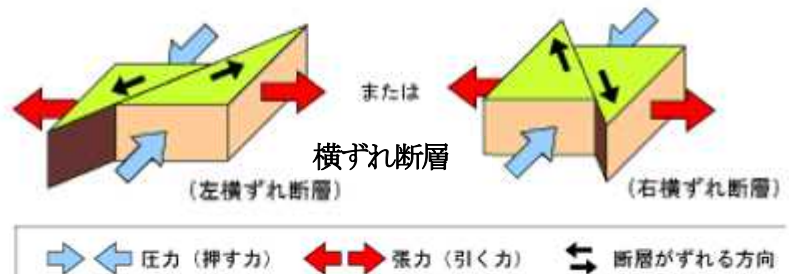 または
横ずれ断層
(左横ずれ断層)
(右横ずれ断層)
圧力(押す力) 張力(引く力) 断層がずれる方向